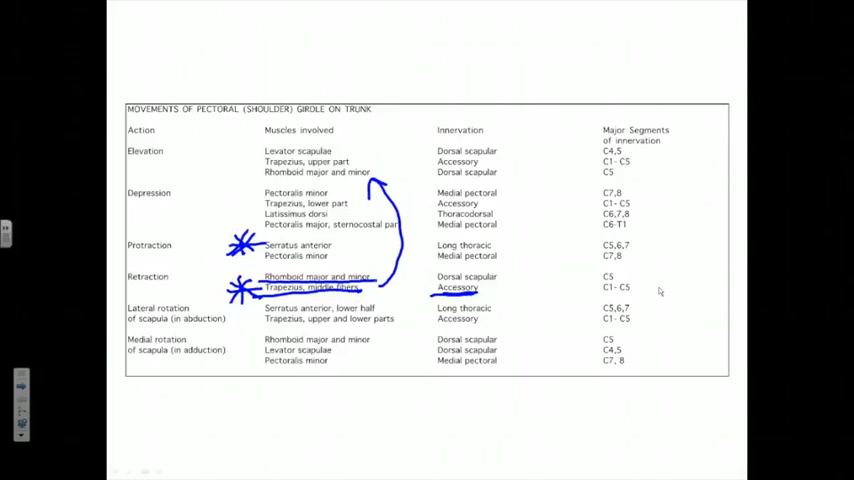 MOVEMENTS OF PECTORAL (SHOULDER) GIRDLE ON TRUNK
Action Muscles involved Innervation Major Segments
of innervation
Elevation Levator scapulae Dorsal scapular C4,5
Trapezius, upper part Accessory C1- C5
Rhomboid major and minor Dorsal scapular C5
Depression Pectoralis minor Medial pectoral C7,8
Trapezius, lower part Accessory C1- C5
Latissimus dorsi Thoracodorsal C6,7,8
Pectoralis major, sternocostal part Medial pectoral C6-T1
Protraction Serratus anterior Long thoracic C5,6,7
Pectoralis minor Medial pectoral C7,8
Retraction Rhomboid major and minor Dorsal scapular C5
Trapezius, middle fibers Accessory C1- C5
Lateral rotation Serratus anterior, lower half Long thoracic C5,6,7
of scapula (in abduction) Trapezius, upper and lower parts Accessory C1- C5
Medial rotation Rhomboid major and minor Dorsal scapular C5
of scapula (in adduction) Levator scapulae Dorsal scapular C4,5
Pectoralis minor Medial pectoral C7, 8